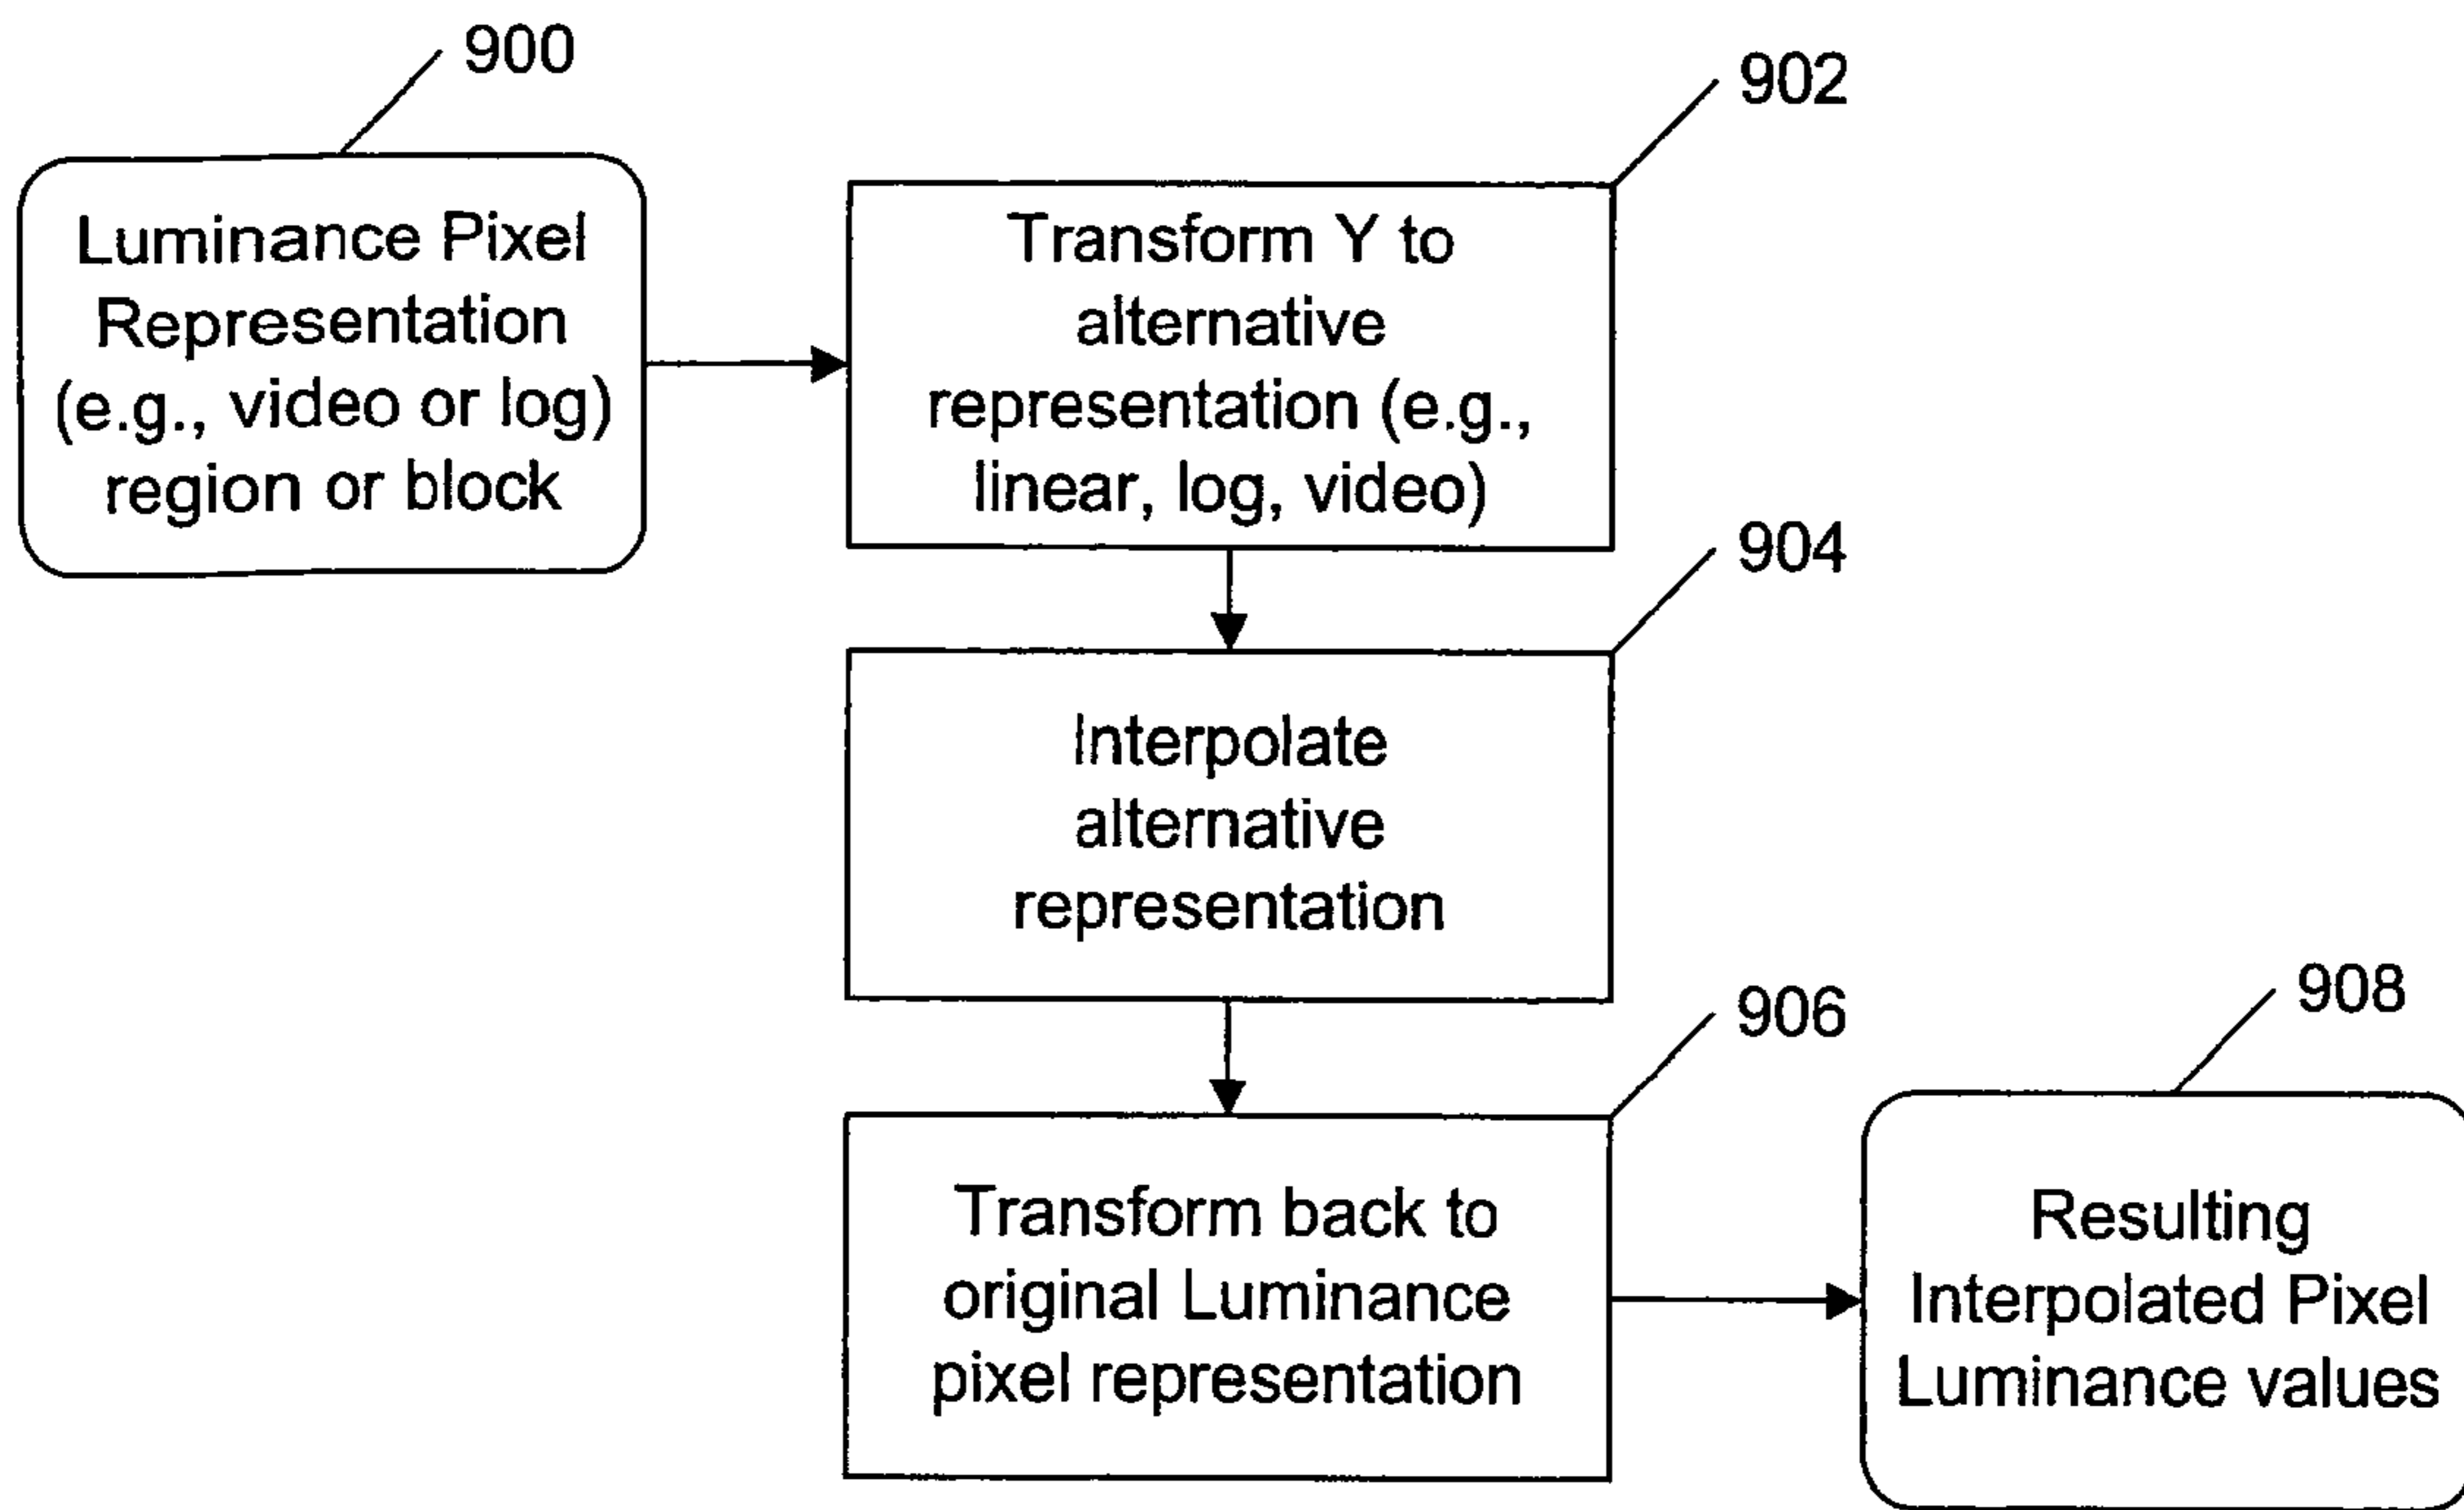 900
Luminance Pixel
Representation
(e.g., video or log)
region or block
902
Transform Y to
alternative
representation (e.g.,
linear, log, video)
904
Interpolate
alternative
representation
906
Transform back to
original Luminance
pixel representation
908
Resulting
Interpolated Pixel
Luminance values